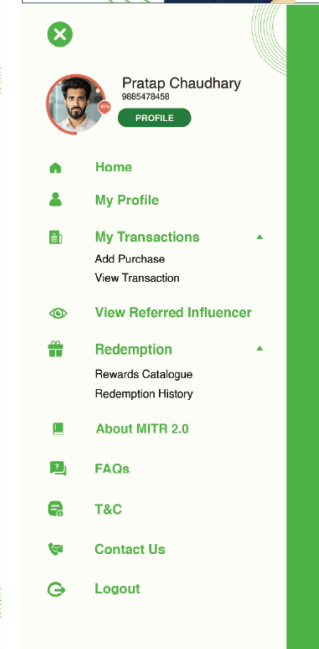 Pratap Chaudhary
9885478458
PROFILE
Home
My Profile
My Transactions
Add Purchase
View Transaction
View Referred Influencer
Redemption
Rewards Catalogue
Redemption History
About MITR 2.0
FAQs
T&C
Contact Us
Logout